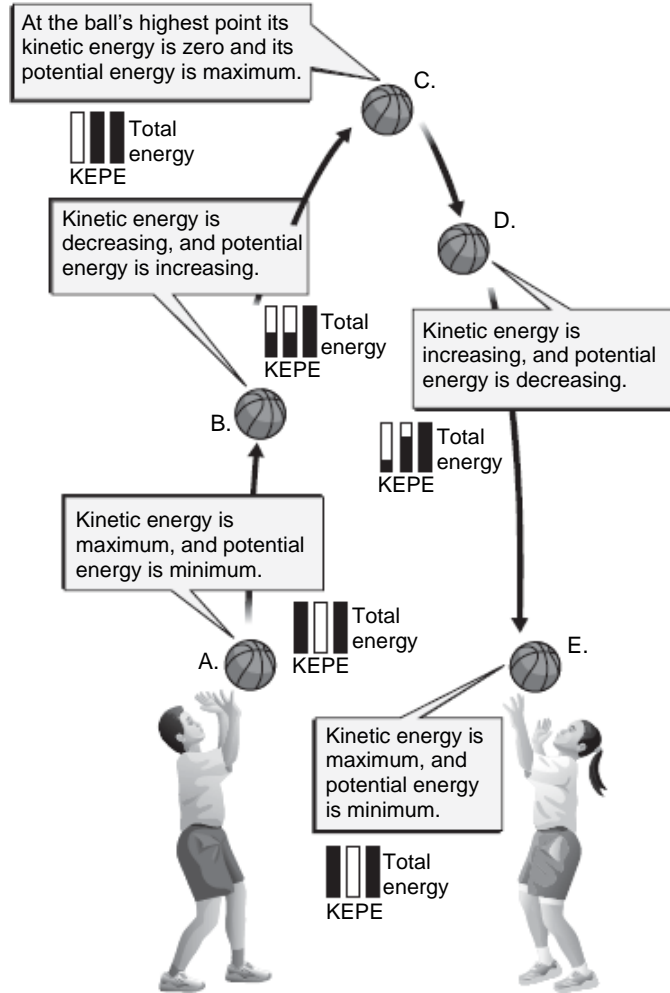 At the ball's highest point its
kinetic energy is zero and its
potential energy is maximum.
C.
Total
energy
KEPE
Kinetic energy is
decreasing, and potential
energy is increasing.
D.
Total
energy
KEPE
Kinetic energy is
increasing, and potential
energy is decreasing.
B.
Total
energy
KEPE
Kinetic energy is
maximum, and potential
energy is minimum.
Total
energy
KEPE
A.
E.
Kinetic energy is
maximum, and
potential energy
is minimum.
Total
energy
KEPE